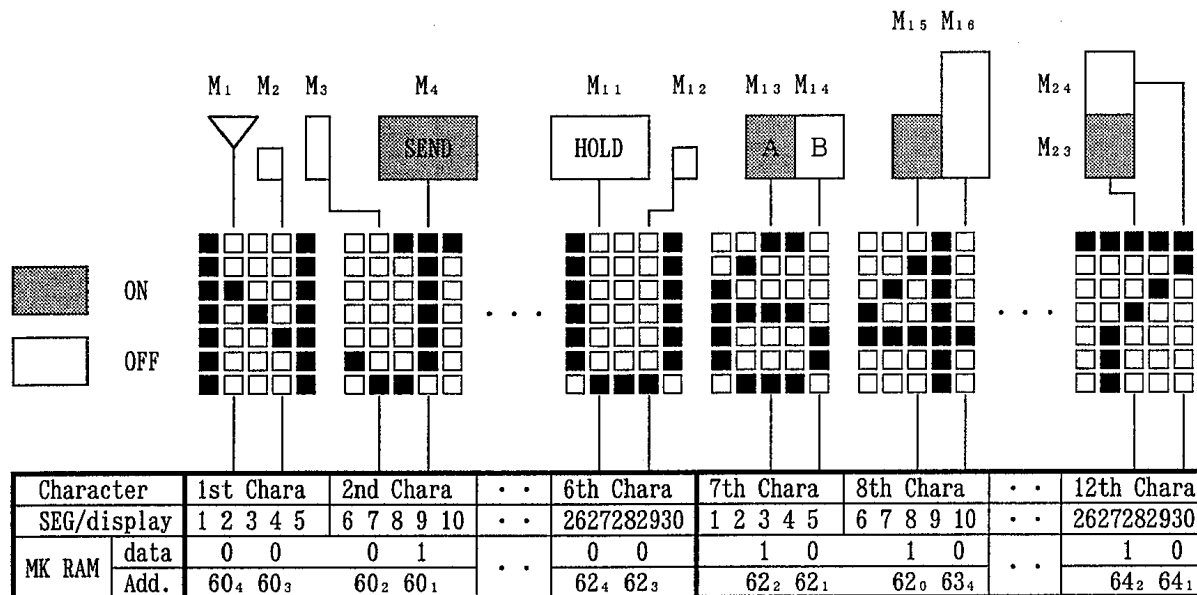 M₁₅ M₁₆
M₁ M₂ M₃ M₄ M₁₁ M₁₂ M₁₃ M₁₄ M₂₄
SEND HOLD A B M₂₃
ON · · · · · ·
OFF
Character 1st Chara 2nd Chara · · 6th Chara 7th Chara 8th Chara · · 12th Chara
SEG/display 1 2 3 4 5 6 7 8 9 10 · · 2627282930 1 2 3 4 5 6 7 8 9 10 · · 2627282930
MK RAM data 0 0 0 1 · · 0 0 1 0 1 0 · · 1 0
Add. 60₄ 60₃ 60₂ 60₁ 62₄ 62₃ 62₂ 62₁ 62₀ 63₄ 64₂ 64₁